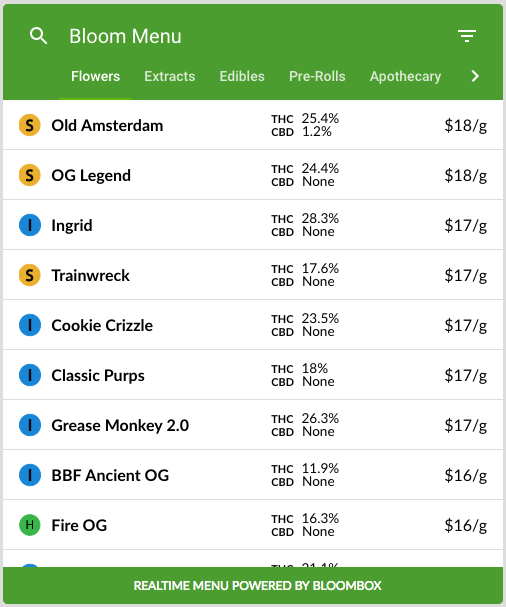 Bloom Menu
Flowers Extracts Edibles Pre-Rolls Apothecary
S Old Amsterdam THC 25.4% $18/g
CBD 1.2%
S OG Legend THC 24.4% $18/g
CBD None
I Ingrid THC 28.3% $17/g
CBD None
S Trainwreck THC 17.6% $17/g
CBD None
I Cookie Crizzle THC 23.5% $17/g
CBD None
I Classic Purps THC 18% $17/g
CBD None
I Grease Monkey 2.0 THC 26.3% $17/g
CBD None
I BBF Ancient OG THC 11.9% $16/g
CBD None
H Fire OG THC 16.3% $16/g
CBD None
REALTIME MENU POWERED BY BLOOMBOX